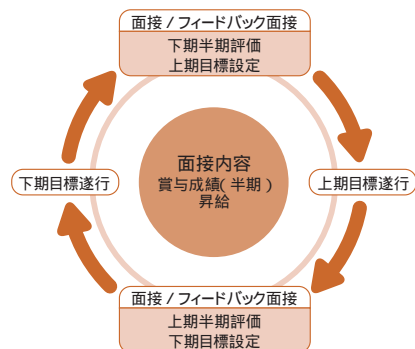 面接 / フィードバック面接
下期半期評価
上期目標設定
面接内容
賞与成績(半期)
昇給
下期目標遂行
上期目標遂行
面接 / フィードバック面接
上期半期評価
下期目標設定